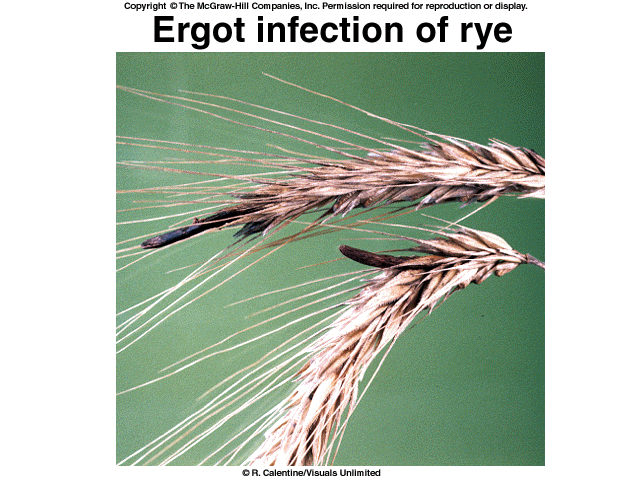 Copyright © The McGraw-Hill Companies, Inc. Permission required for reproduction or display.
Ergot infection of rye
© R. Calentine/Visuals Unlimited